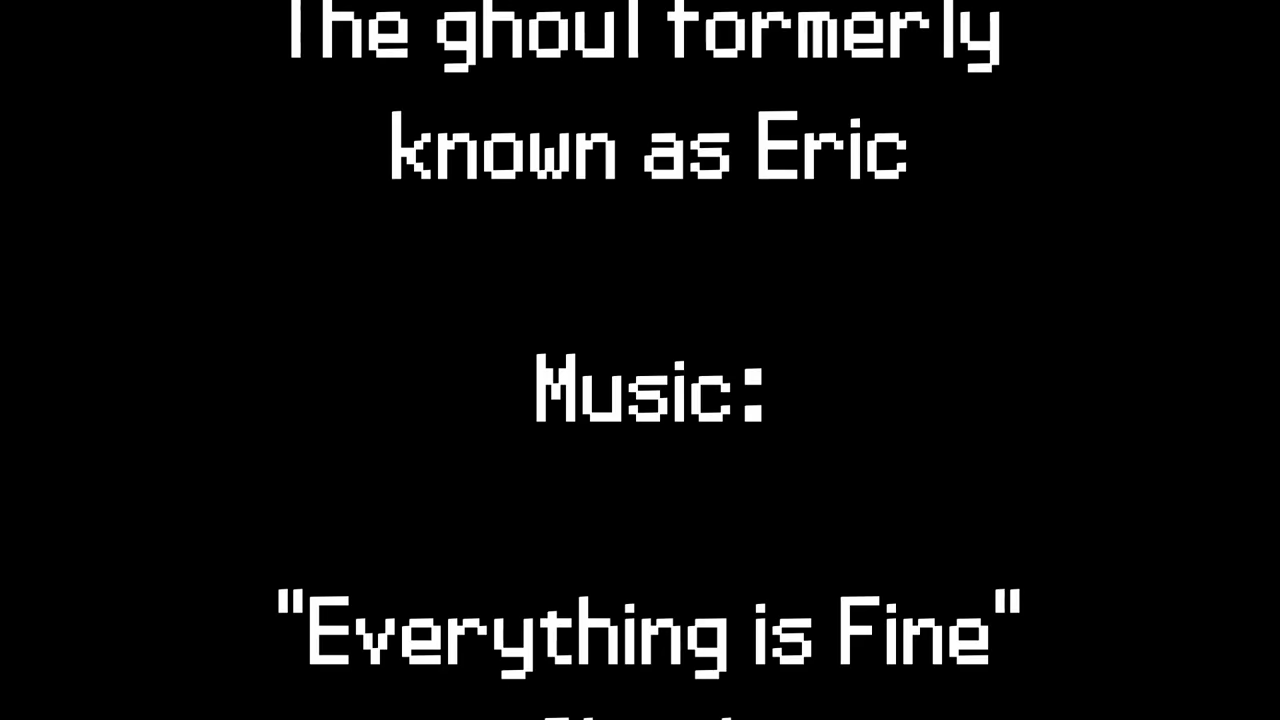 The ghoul formerly
known as Eric
Music:
"Everything is Fine"